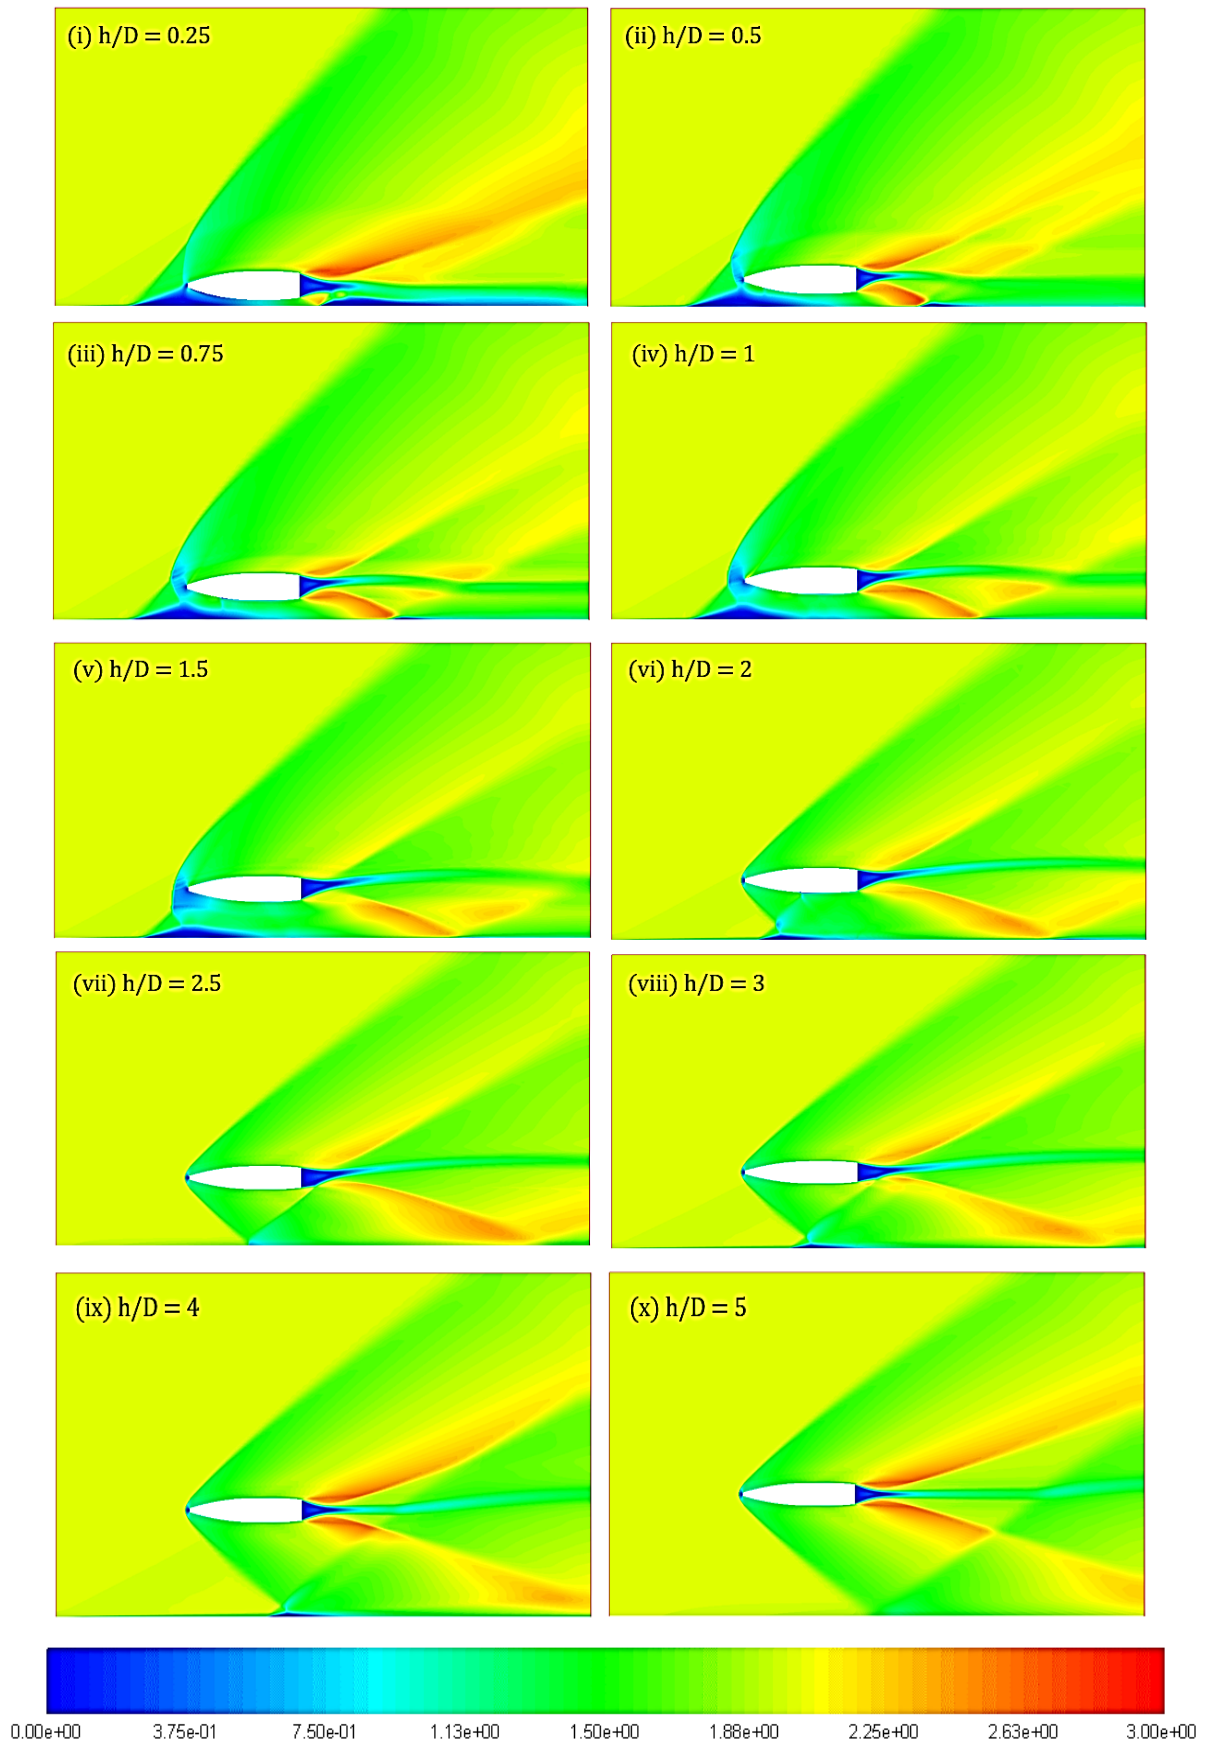 (i) h/D = 0.25
(ii) h/D = 0.5
(iii) h/D = 0.75
(iv) h/D = 1
(v) h/D = 1.5
(vi) h/D = 2
(vii) h/D = 2.5
(viii) h/D = 3
(ix) h/D = 4
(x) h/D = 5
0.00e+00 3.75e-01 7.50e-01 1.13e+00 1.50e+00 1.88e+00 2.25e+00 2.63e+00 3.00e+00